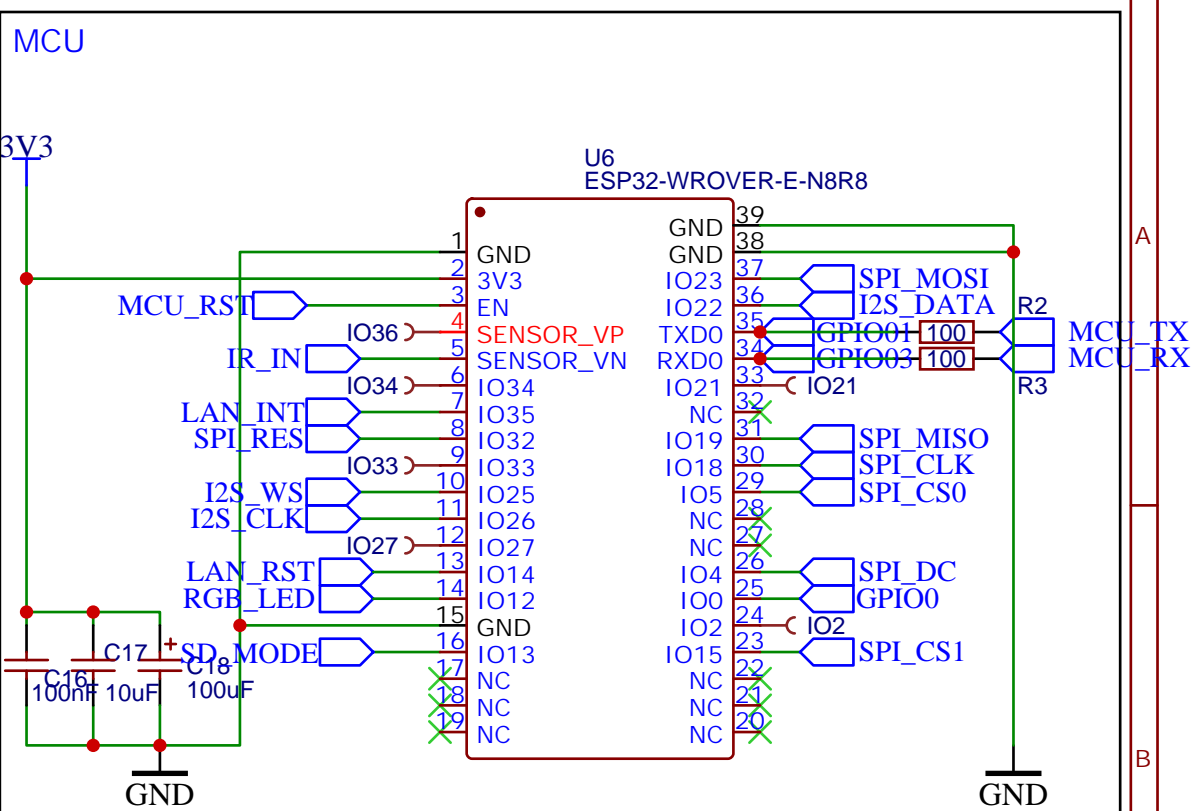 MCU
3V3
U6
ESP32-WROVER-E-N8R8
39
GND
38
1 GND GND
2 3V3 IO23 37 SPI_MOSI
MCU_RST 3 EN IO22 36 I2S_DATA
R2
IO36 4 SENSOR_VP TXD0 35 GPIO01 100 MCU_TX
IR_IN 5 SENSOR_VN RXD0 34 GPIO03 100 MCU_RX
R3
IO34 6 IO34 IO21 33 IO21
LAN_INT 7 IO35 NC 32
SPI_RES 8 IO32 IO19 31 SPI_MISO
IO33 9 IO33 IO18 30 SPI_CLK
I2S_WS 10 IO25 IO5 29 SPI_CS0
I2S_CLK 11 IO26 NC 28
IO27 12 IO27 NC 27
LAN_RST 13 IO14 IO4 26 SPI_DC
RGB_LED 14 IO12 IO0 25 GPIO0
15 GND IO2 24 IO2
SD_MODE 16 IO13 IO15 23 SPI_CS1
17 NC NC 22
18 NC NC 21
19 NC NC 20
C16 C17 + C18
100nF 10uF 100uF
GND
GND
A
B